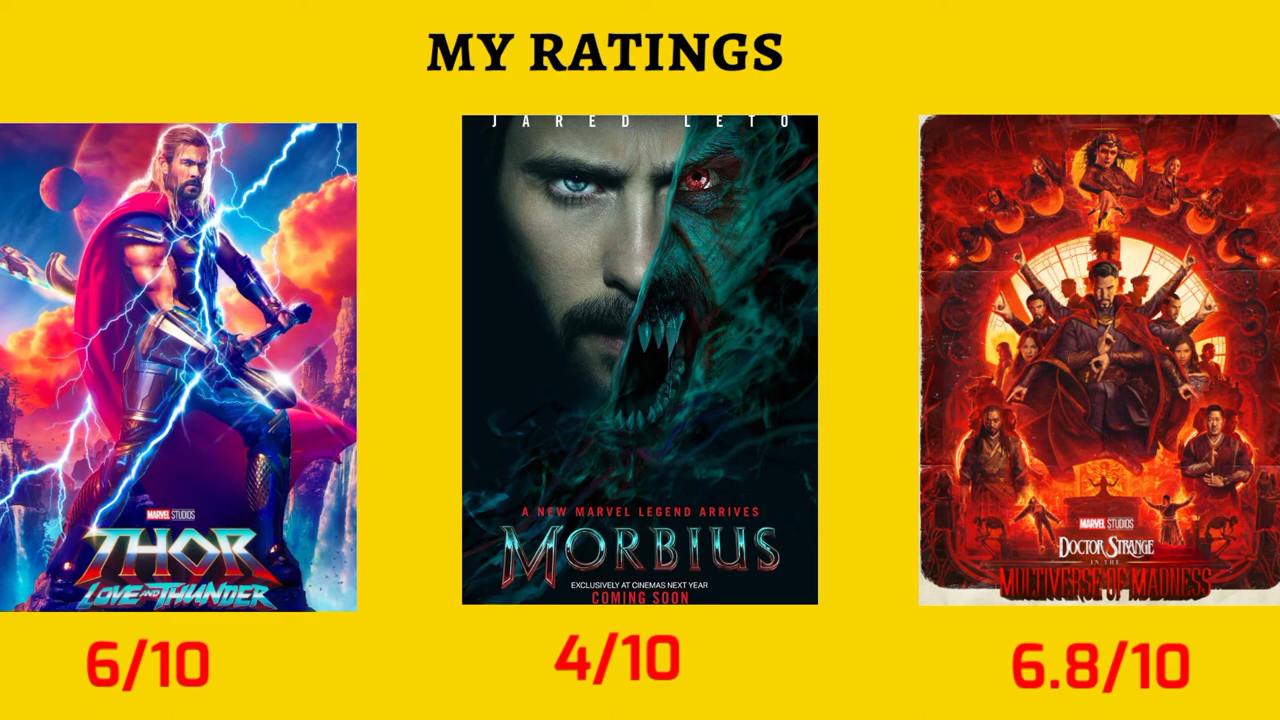 MY RATINGS
MARVEL STUDIOS
THOR
LOVE AND THUNDER
6/10
JARED LETO
A NEW MARVEL LEGEND ARRIVES
MORBIUS
EXCLUSIVELY AT CINEMAS NEXT YEAR
COMING SOON
4/10
MARVEL STUDIOS
DOCTOR STRANGE
IN THE
MULTIVERSE OF MADNESS
6.8/10